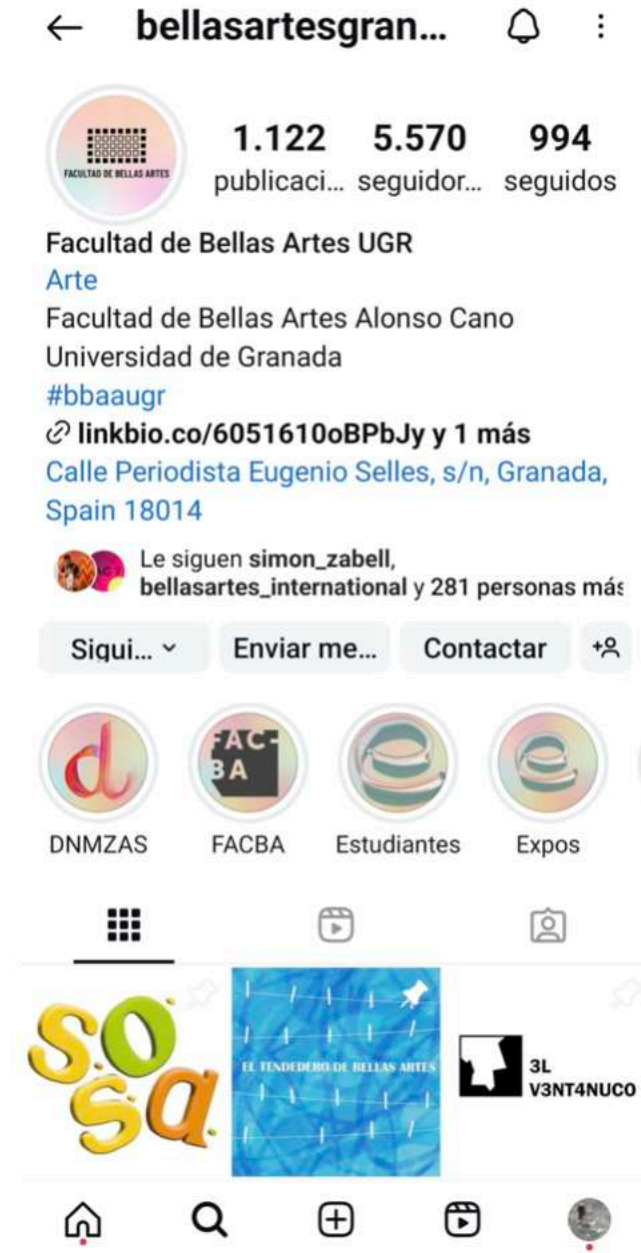 bellasartesgran...
FACULTAD DE BELLAS ARTES
1.122 5.570 994
publicaci... seguidor... seguidos
Facultad de Bellas Artes UGR
Arte
Facultad de Bellas Artes Alonso Cano
Universidad de Granada
#bbaaugr
linkbio.co/6051610oBPbJy y 1 más
Calle Periodista Eugenio Selles, s/n, Granada,
Spain 18014
Le siguen simon_zabell,
bellasartes_international y 281 personas más
Sigui... Enviar me... Contactar
d
FAC-
BA
e
e
DNMZAS FACBA Estudiantes Expos
SOSa
EL TENDEDERO DE BELLAS ARTES
3L
V3NT4NUCO